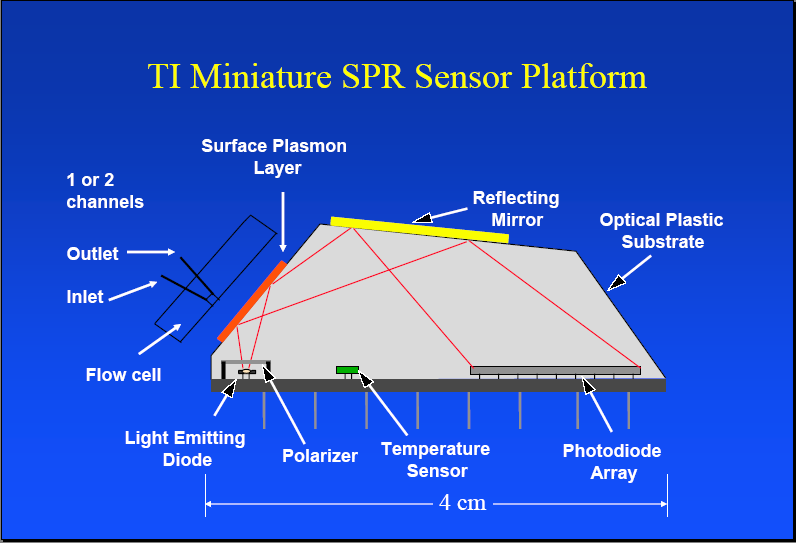 TI Miniature SPR Sensor Platform
Surface Plasmon
Layer
1 or 2
channels
Reflecting
Mirror
Optical Plastic
Substrate
Outlet
Inlet
Flow cell
Light Emitting
Diode
Polarizer
Temperature
Sensor
Photodiode
Array
4 cm